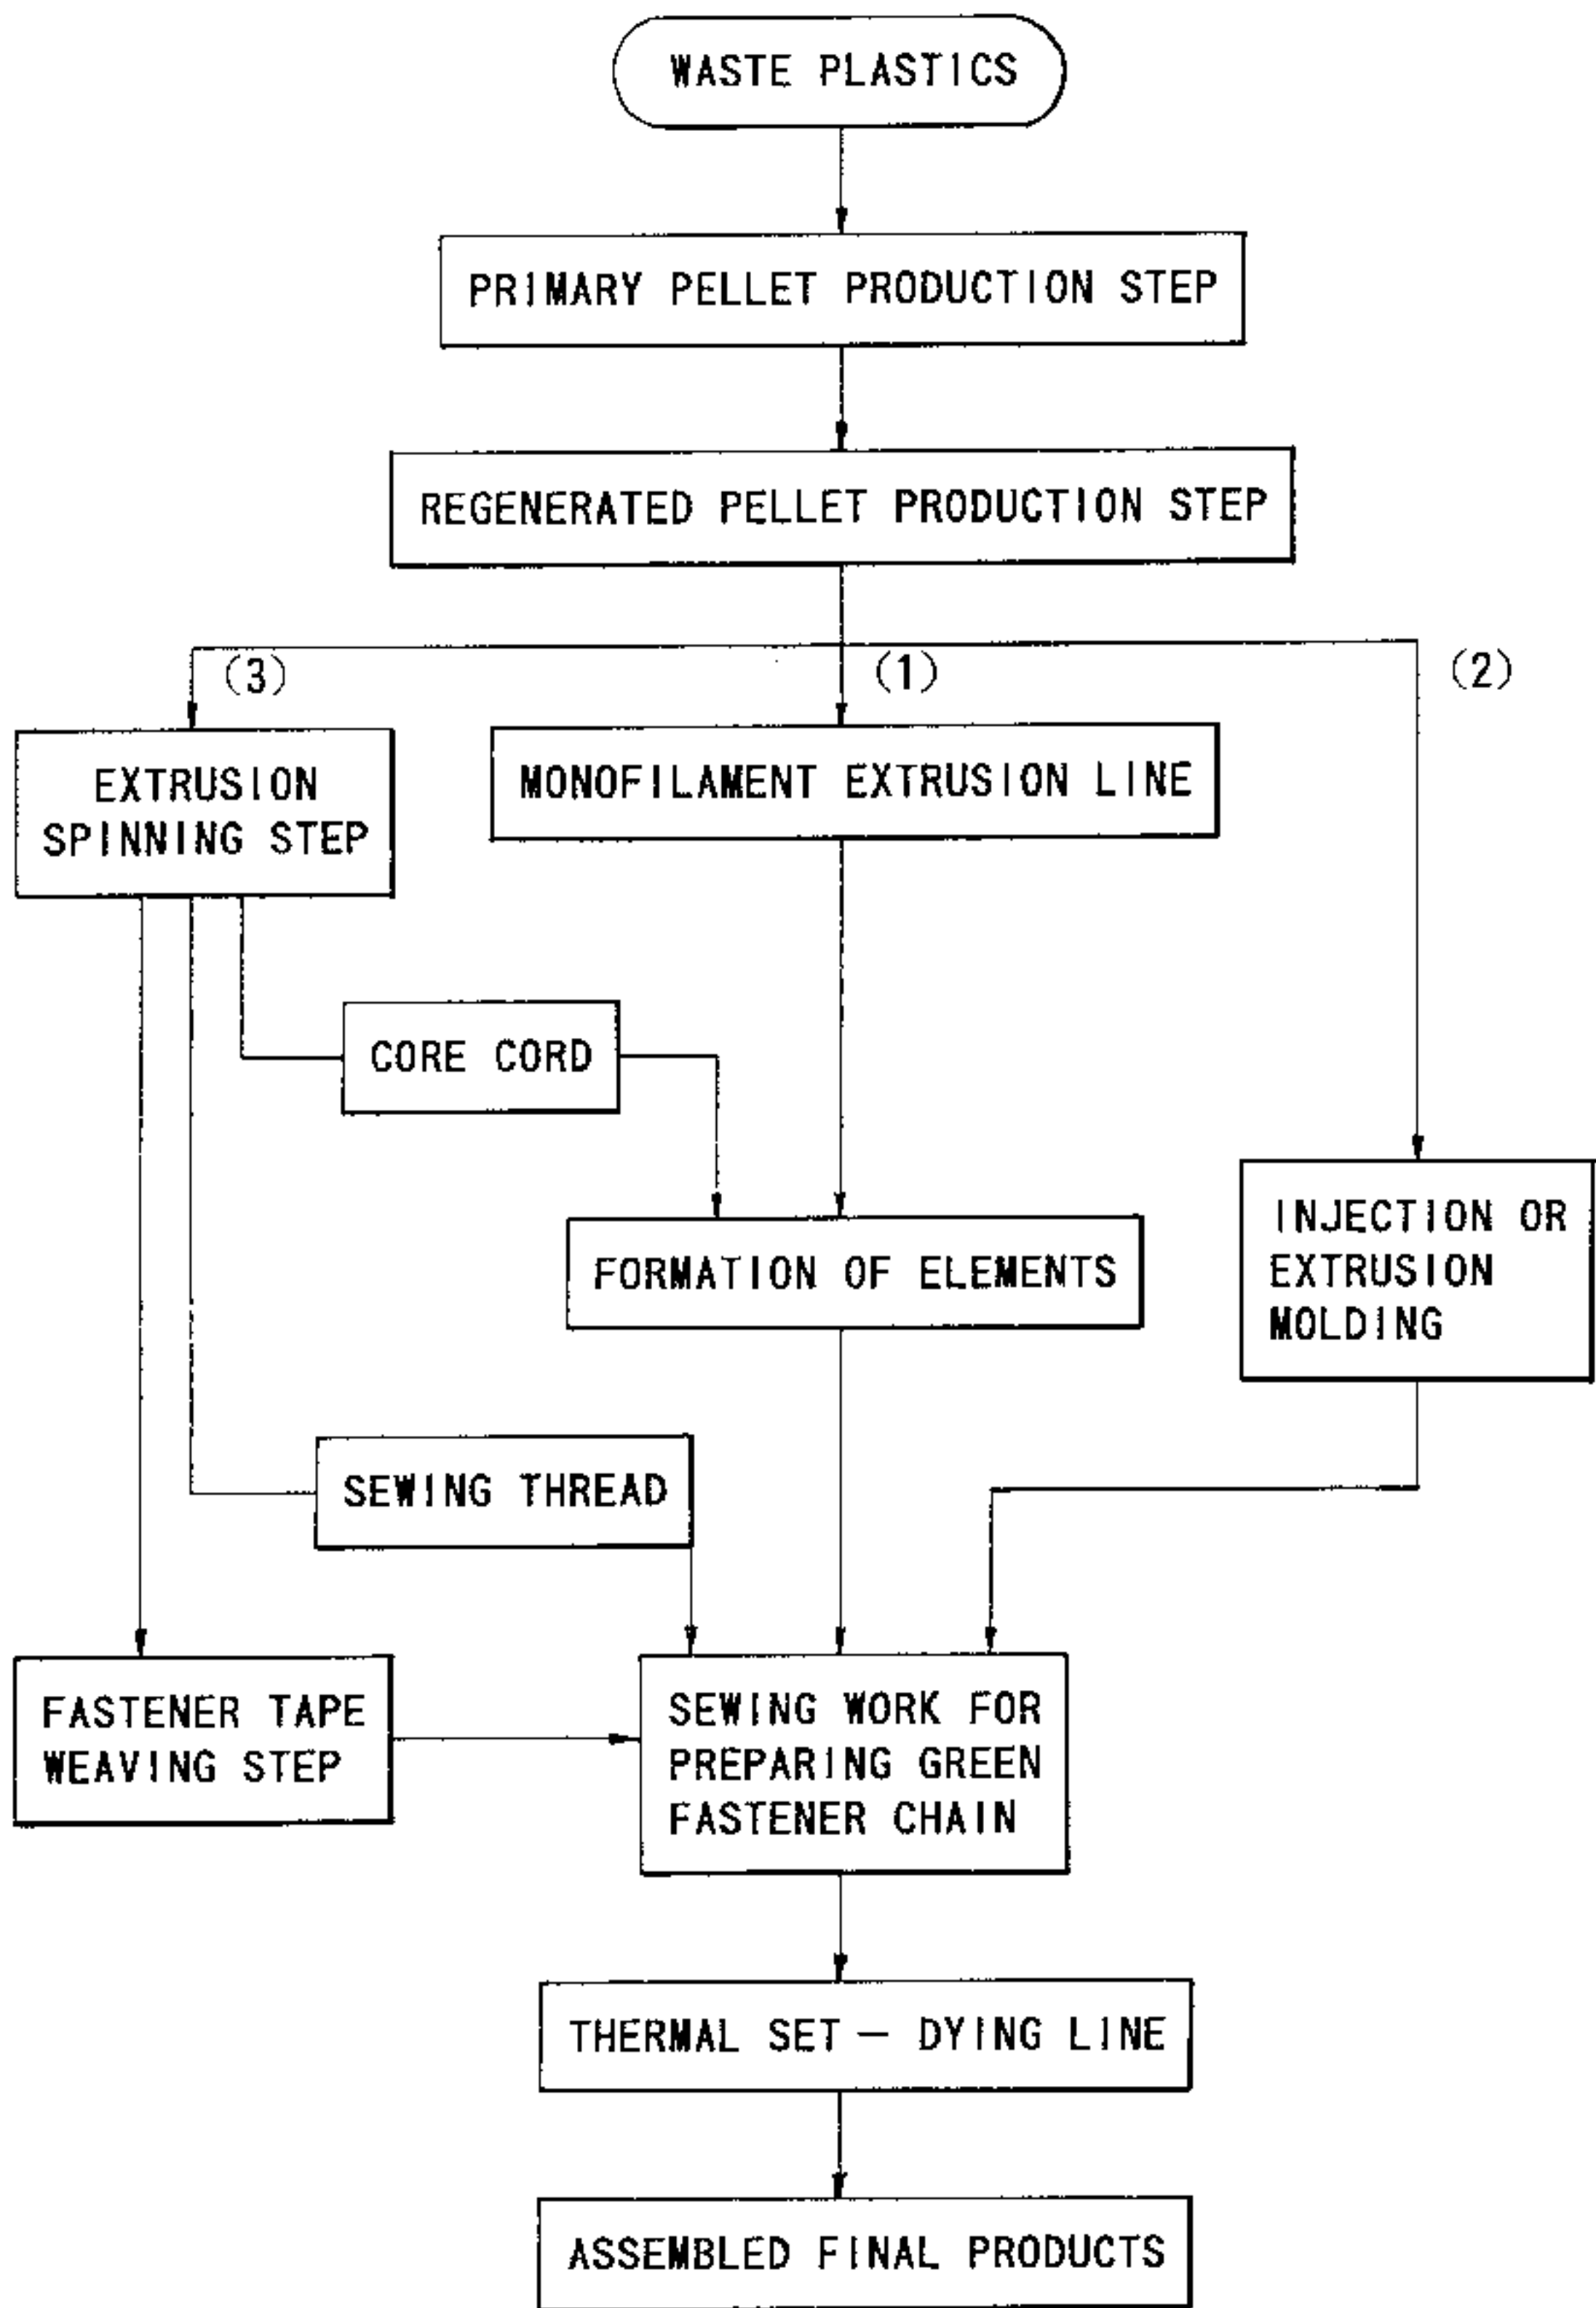 WASTE PLASTICS
PRIMARY PELLET PRODUCTION STEP
REGENERATED PELLET PRODUCTION STEP
(3)
(1)
(2)
EXTRUSION
SPINNING STEP
MONOFILAMENT EXTRUSION LINE
CORE CORD
INJECTION OR
EXTRUSION
MOLDING
FORMATION OF ELEMENTS
SEWING THREAD
FASTENER TAPE
WEAVING STEP
SEWING WORK FOR
PREPARING GREEN
FASTENER CHAIN
THERMAL SET — DYING LINE
ASSEMBLED FINAL PRODUCTS